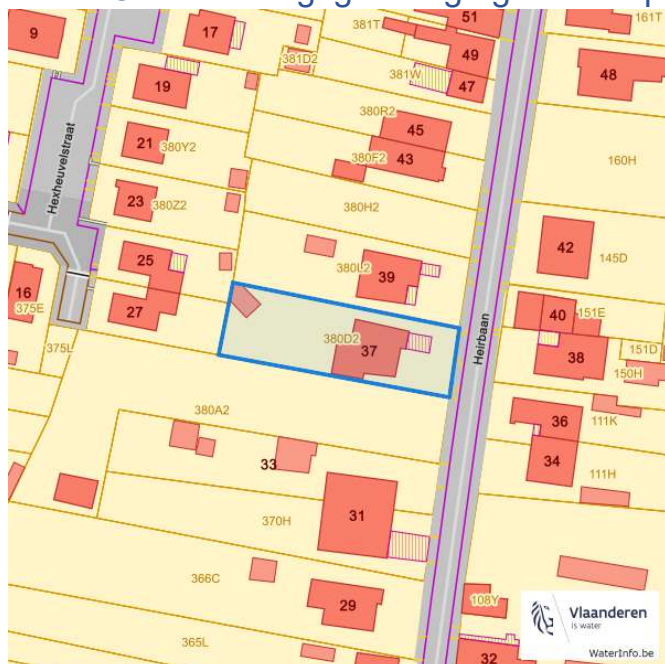 51
161T
9
17
381T
49
381D2
48
381W
47
19
380R2
45
21
380Y2
43
380F2
160H
Hexheuvelstraat
23
380Z2
380H2
42
145D
25
380L2
39
16
375E
27
40
151E
Heirbaan
375L
380D2
37
38
151D
150H
380A2
36
111K
33
34
111H
31
370H
366C
29
108Y
365L
32
Vlaanderen
is water
WaterInfo.be